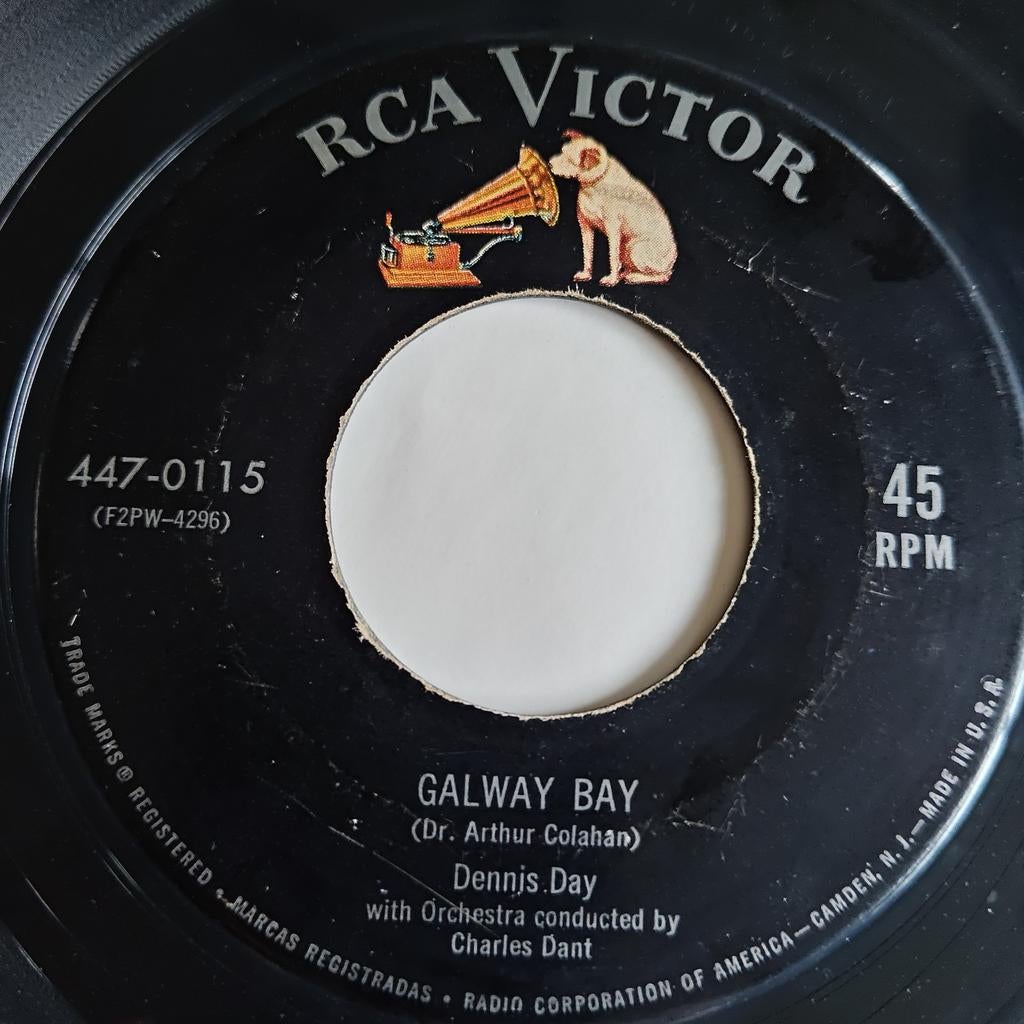 RCA VICTOR
447-0115
(F2PW-4296)
45
RPM
GALWAY BAY
(Dr. Arthur Colahan)
Dennis Day
with Orchestra conducted by
Charles Dant
TRADE MARKS ® REGISTERED • MARCAS REGISTRADAS • RADIO CORPORATION OF AMERICA—CAMDEN, N. J.—MADE IN U.S.A.